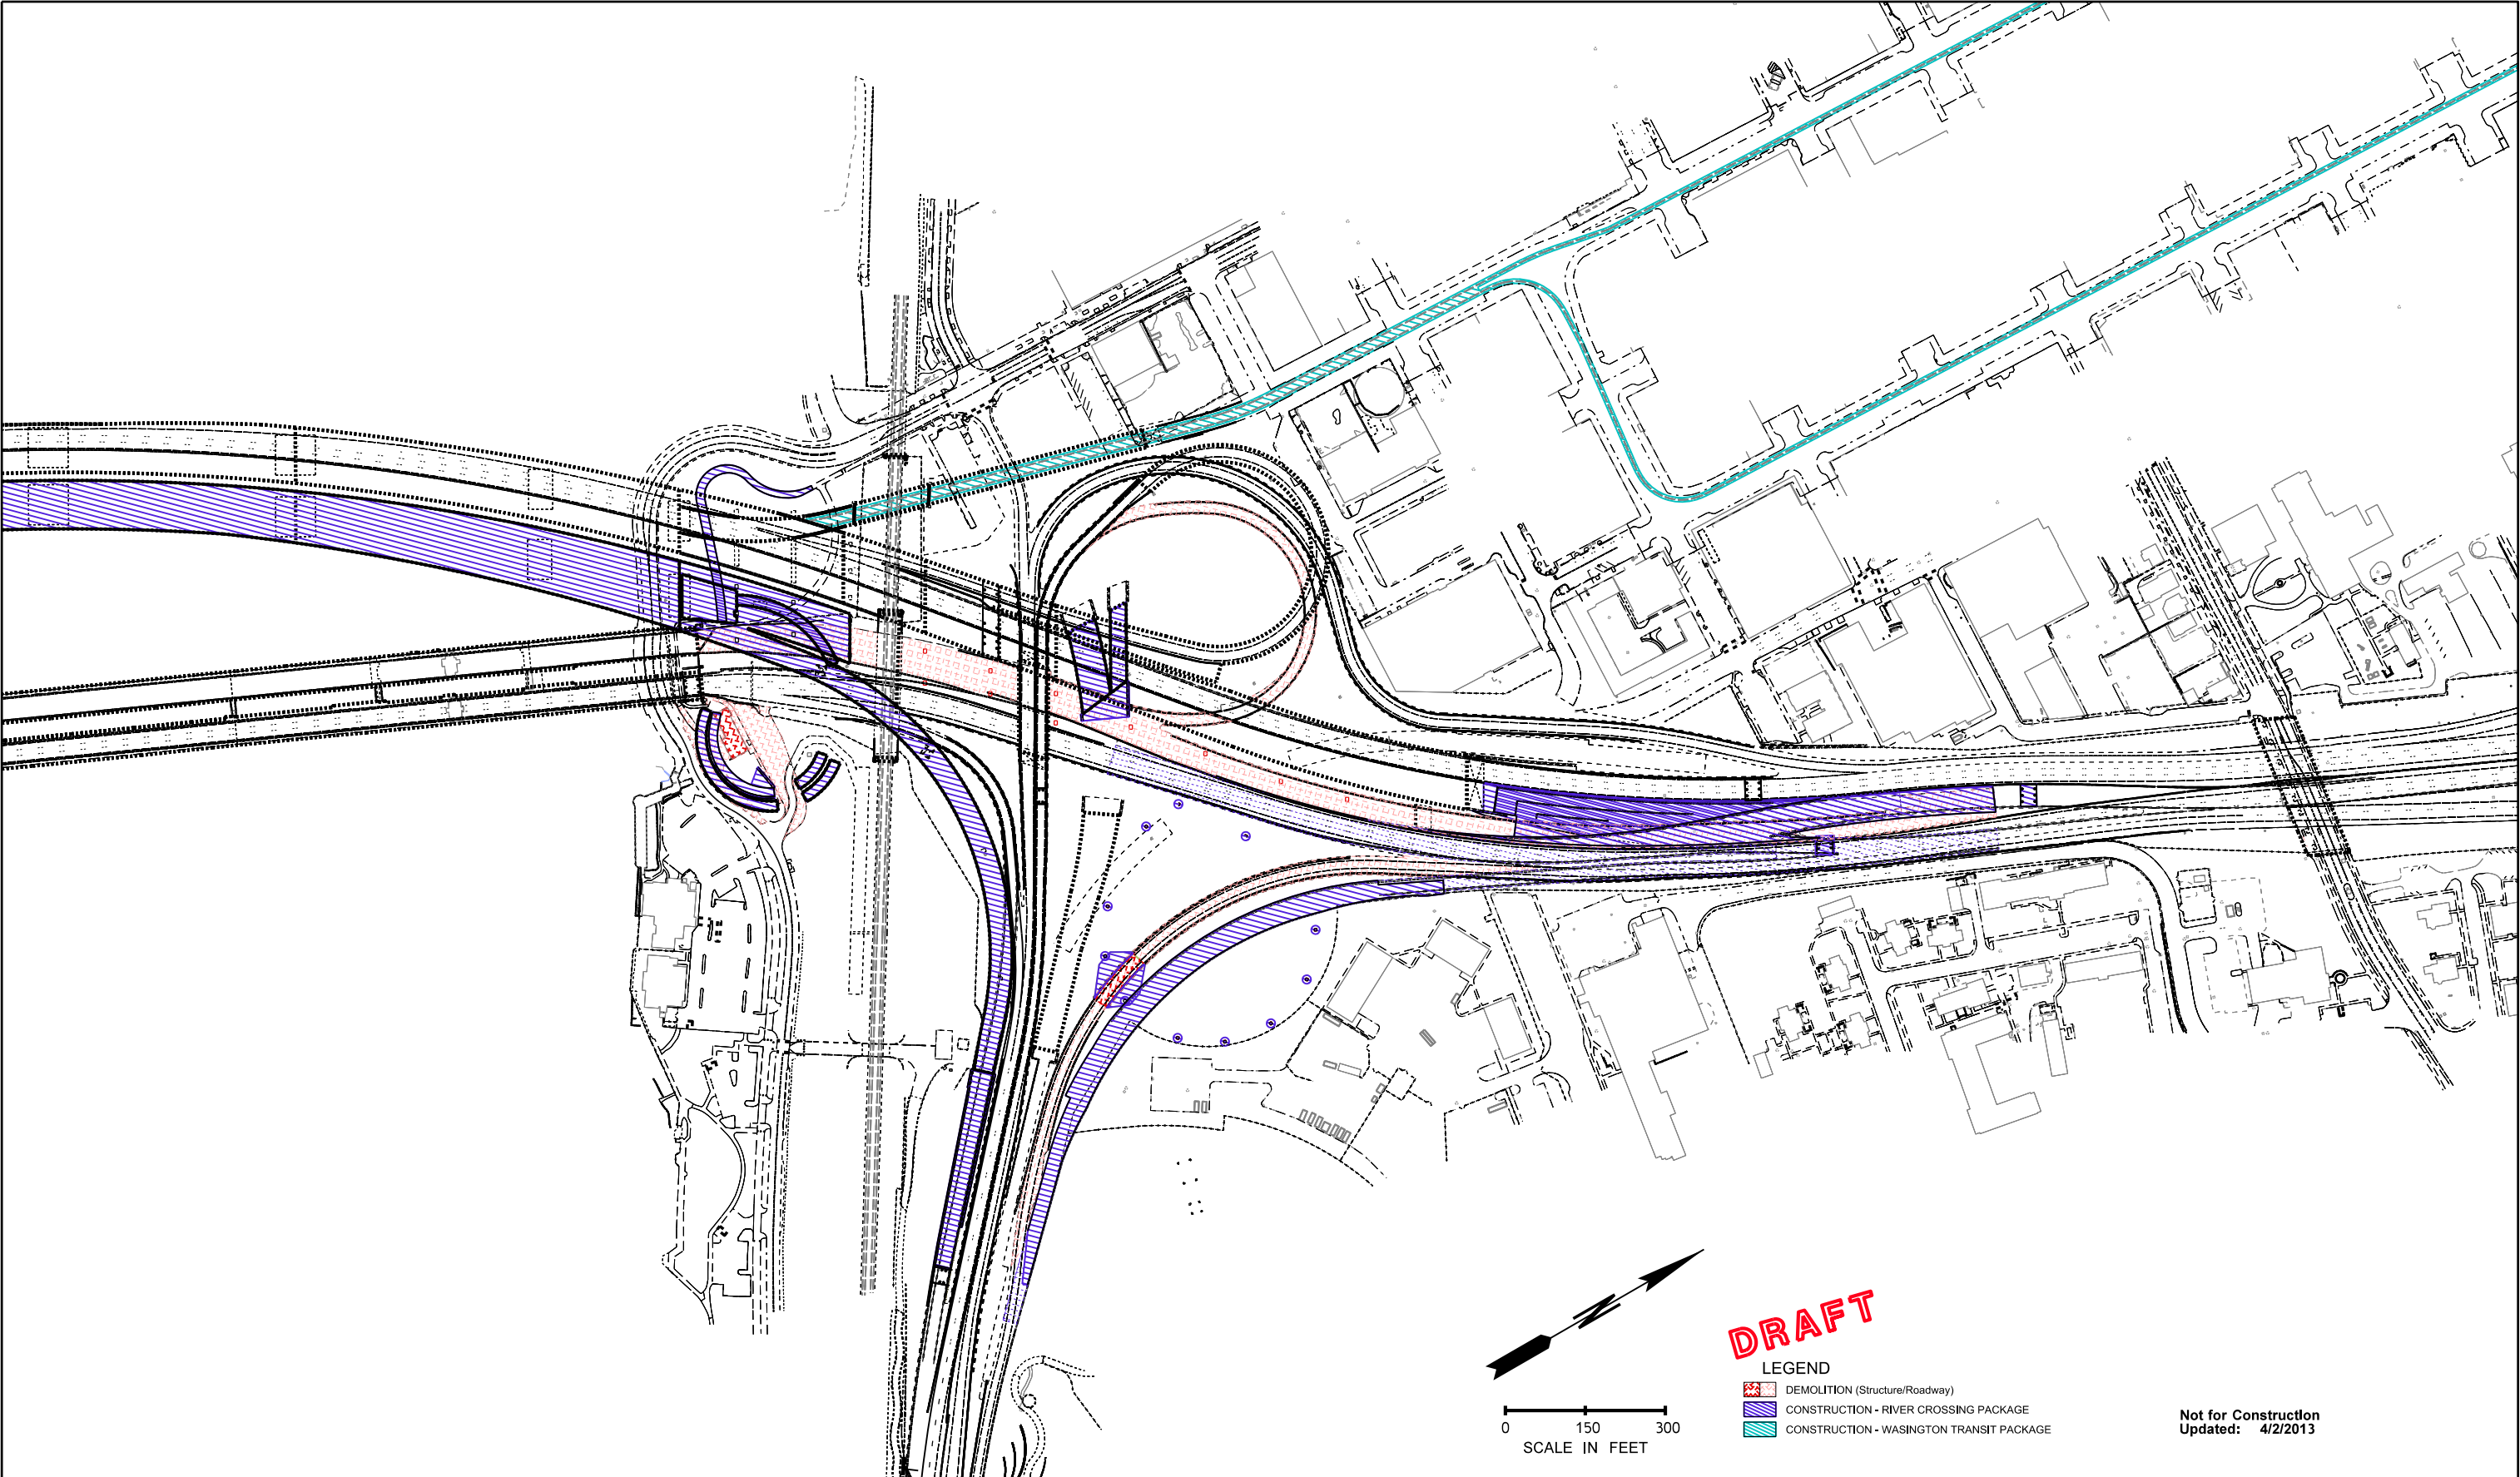 N
DRAFT
LEGEND
DEMOLITION (Structure/Roadway)
CONSTRUCTION - RIVER CROSSING PACKAGE
CONSTRUCTION - WASINGTON TRANSIT PACKAGE
0 150 300
SCALE IN FEET
Not for Construction
Updated: 4/2/2013